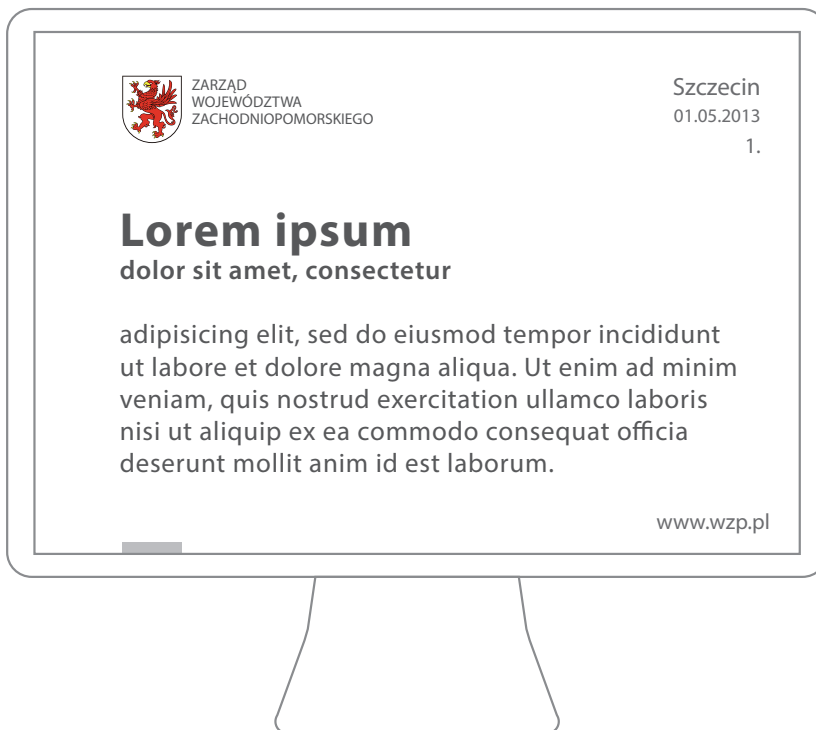 ZARZĄD
WOJEWÓDZTWA
ZACHODNIOPOMORSKIEGO
Szczecin
01.05.2013
1.
Lorem ipsum
dolor sit amet, consectetur
adipisicing elit, sed do eiusmod tempor incididunt
ut labore et dolore magna aliqua. Ut enim ad minim
veniam, quis nostrud exercitation ullamco laboris
nisi ut aliquip ex ea commodo consequat officia
deserunt mollit anim id est laborum.
www.wzp.pl